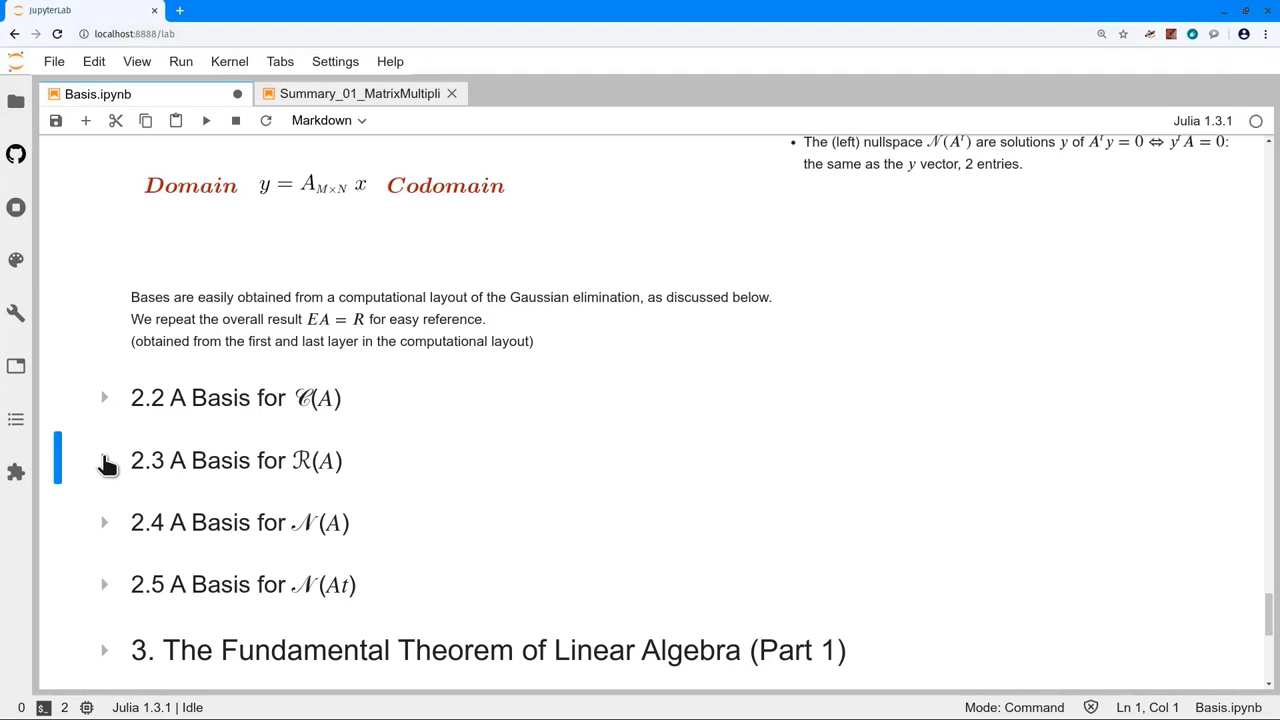 JupyterLab
localhost:8888/lab
File Edit View Run Kernel Tabs Settings Help
Basis.ipynb
Summary_01_MatrixMultipli
Markdown
Julia 1.3.1
• The (left) nullspace 𝒩(Aᵗ) are solutions y of Aᵗy = 0 ⇔ yᵗA = 0:
the same as the y vector, 2 entries.
Domain y = A_{M×N} x Codomain
Bases are easily obtained from a computational layout of the Gaussian elimination, as discussed below.
We repeat the overall result EA = R for easy reference.
(obtained from the first and last layer in the computational layout)
2.2 A Basis for 𝒞(A)
2.3 A Basis for ℛ(A)
2.4 A Basis for 𝒩(A)
2.5 A Basis for 𝒩(At)
3. The Fundamental Theorem of Linear Algebra (Part 1)
0 2 Julia 1.3.1 | Idle Mode: Command Ln 1, Col 1 Basis.ipynb